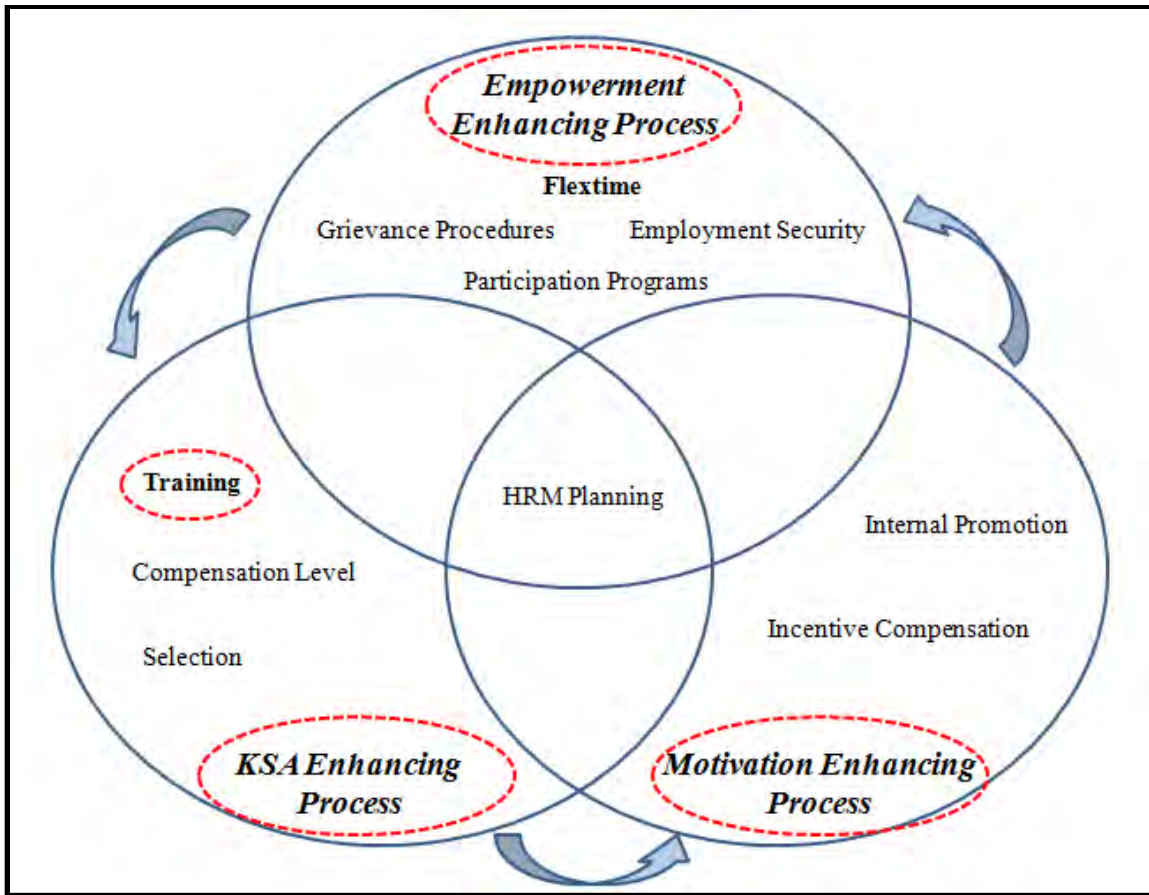 Empowerment
Enhancing Process
Flextime
Grievance Procedures
Employment Security
Participation Programs
Training
HRM Planning
Internal Promotion
Compensation Level
Incentive Compensation
Selection
KSA Enhancing
Process
Motivation Enhancing
Process